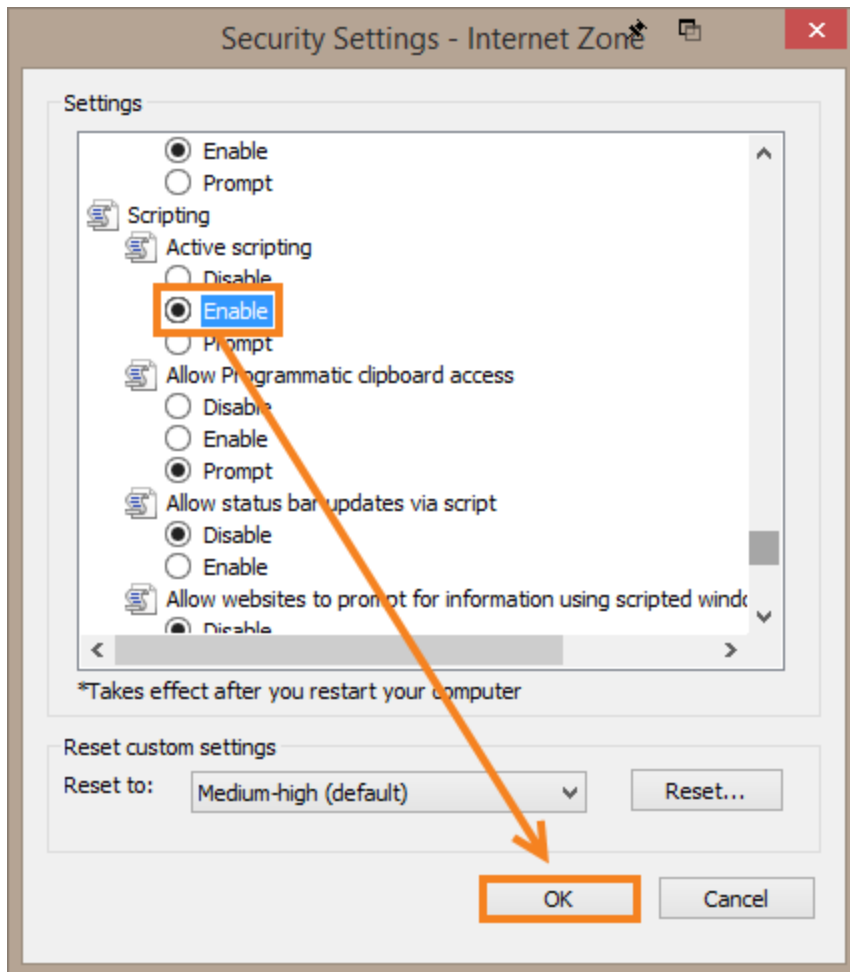 Security Settings - Internet Zone
Settings
Enable
Prompt
Scripting
Active scripting
Disable
Enable
Prompt
Allow Programmatic clipboard access
Disable
Enable
Prompt
Allow status bar updates via script
Disable
Enable
Allow websites to prompt for information using scripted windo
Disable
*Takes effect after you restart your computer
Reset custom settings
Reset to: Medium-high (default) Reset...
OK Cancel